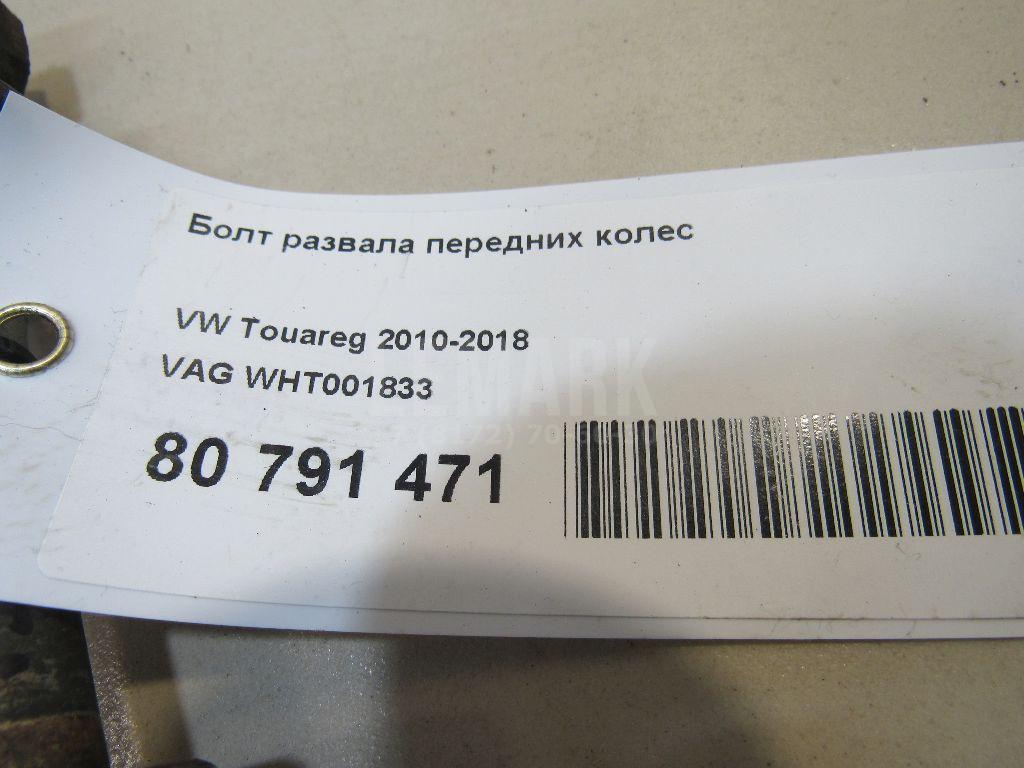 Болт развала передних колес
VW Touareg 2010-2018
VAG WHT001833
80 791 471